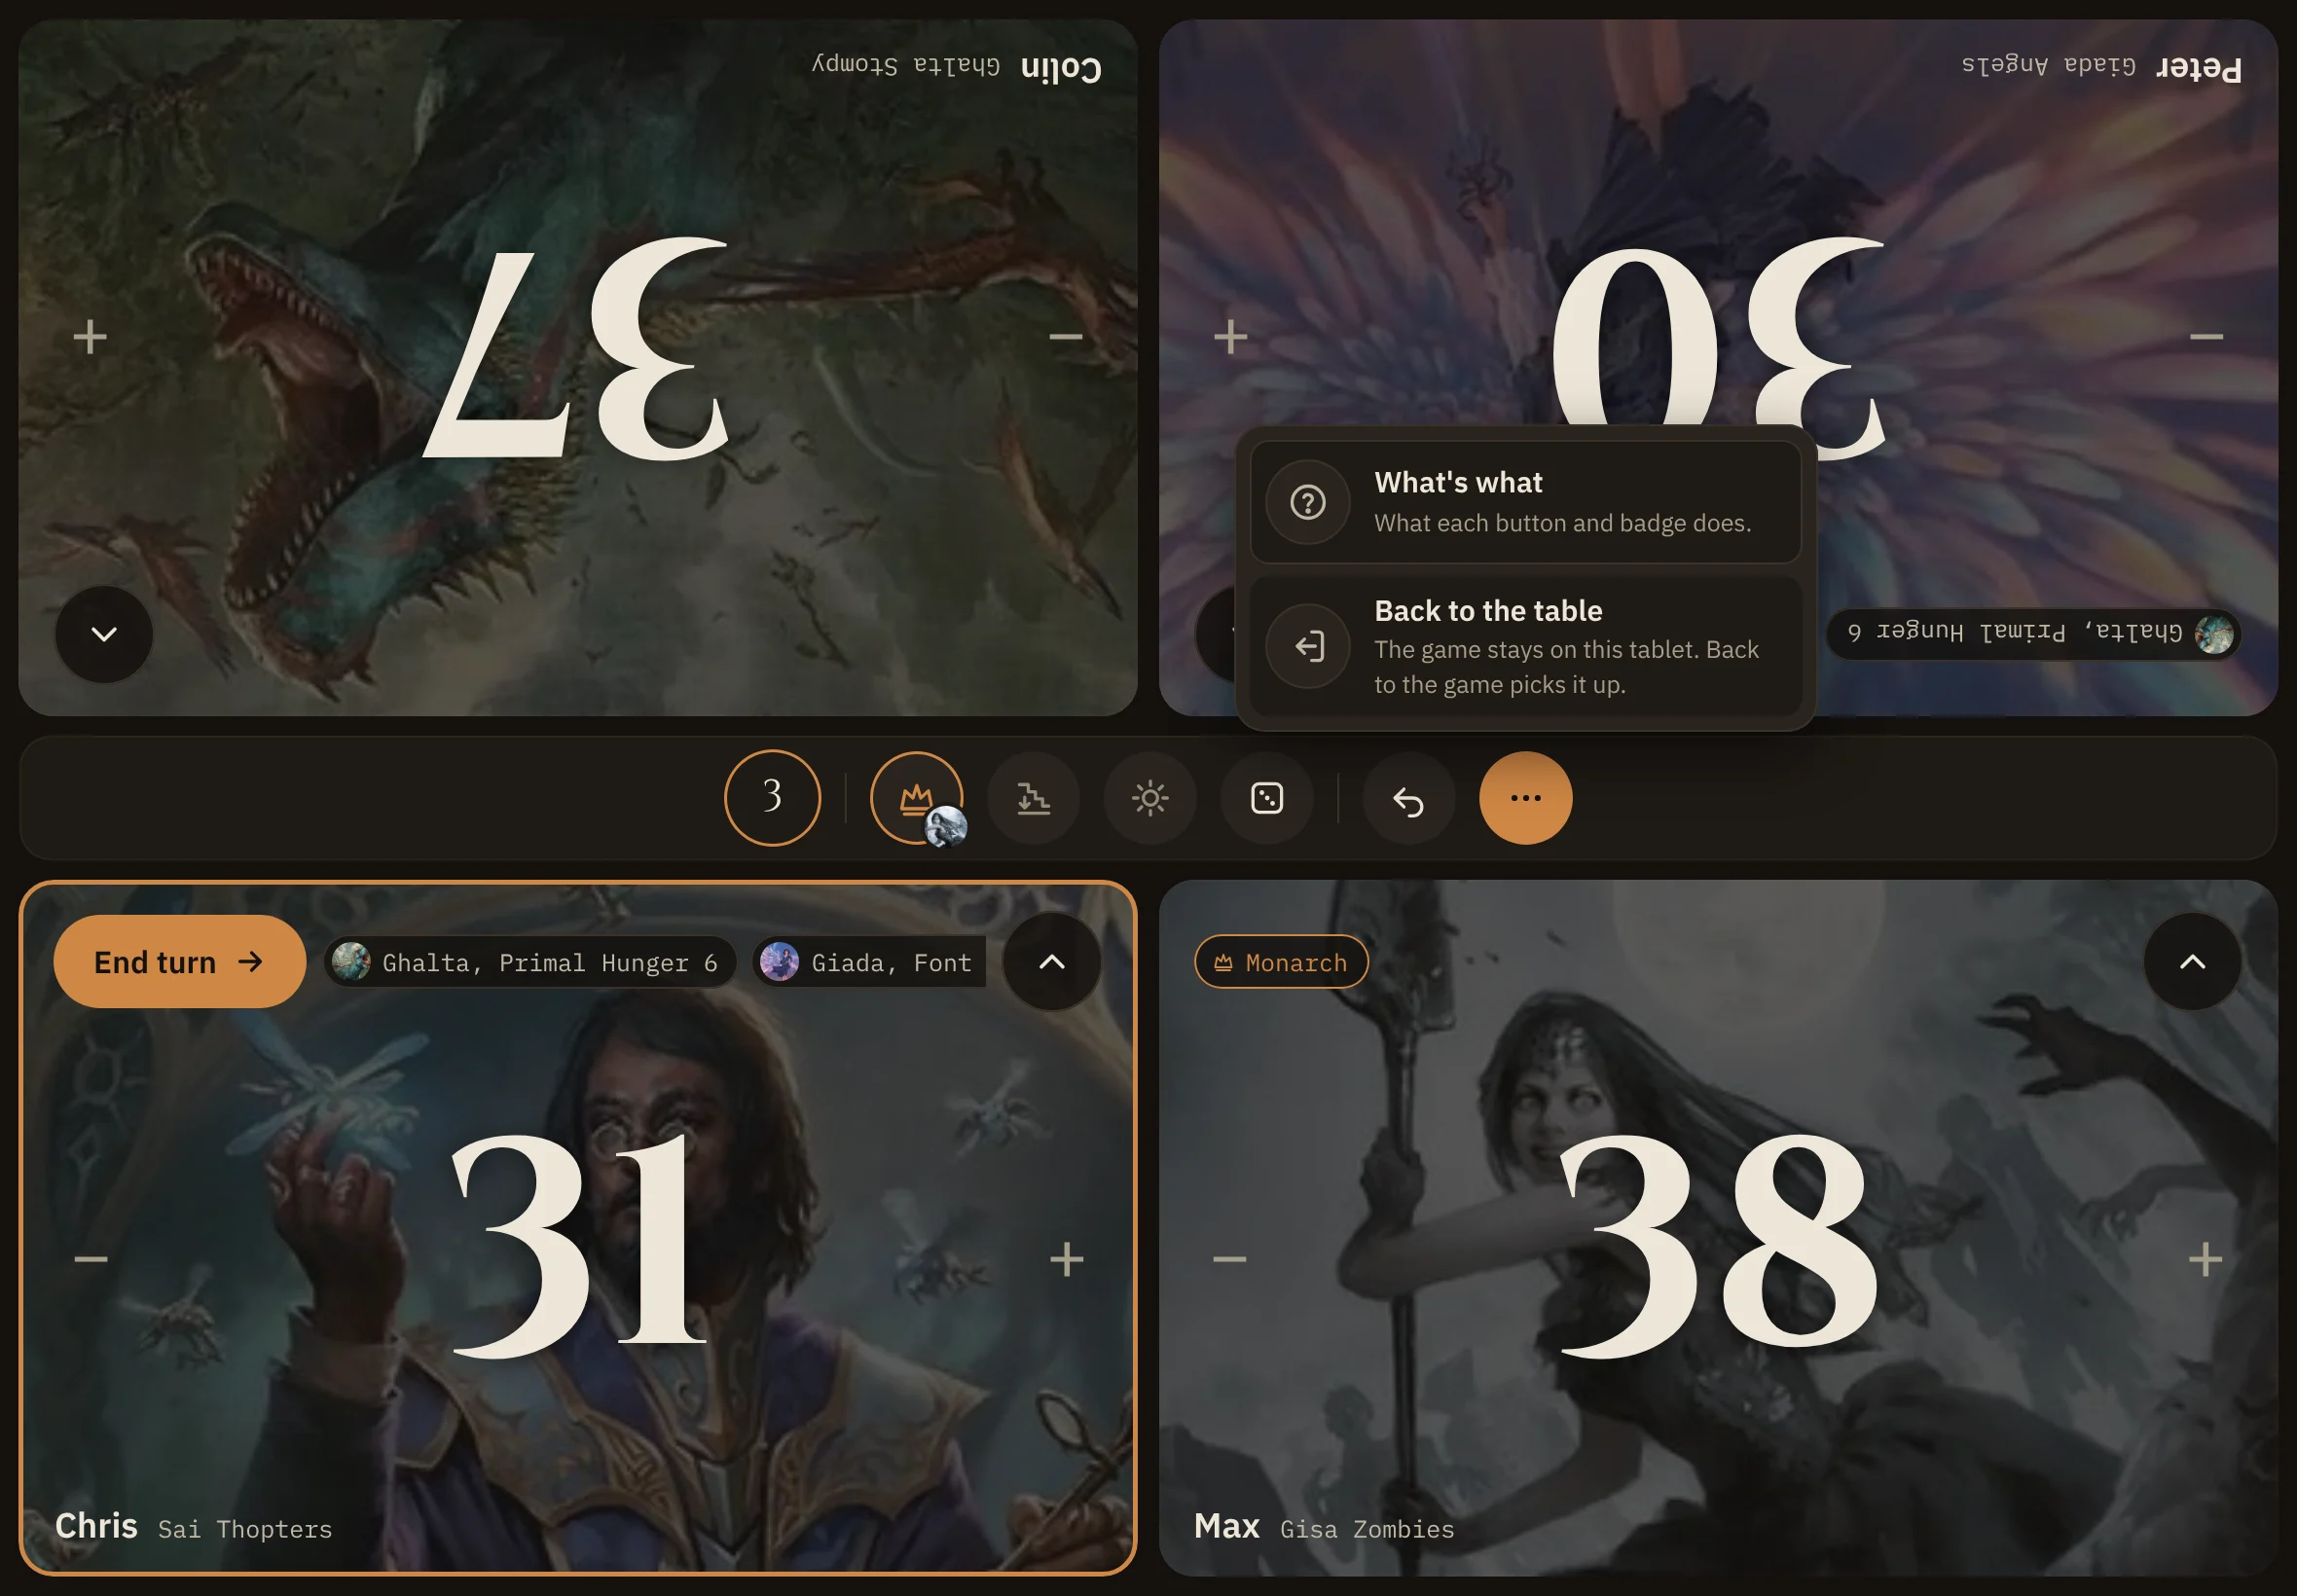 Colin Ghalta Stompy
37
Peter Giada Angels
30
What's what
What each button and badge does.
Back to the table
The game stays on this tablet. Back
to the game picks it up.
Ghalta, Primal Hunger 6
3
End turn
Ghalta, Primal Hunger 6
Giada, Font
31
Chris Sai Thopters
Monarch
38
Max Gisa Zombies